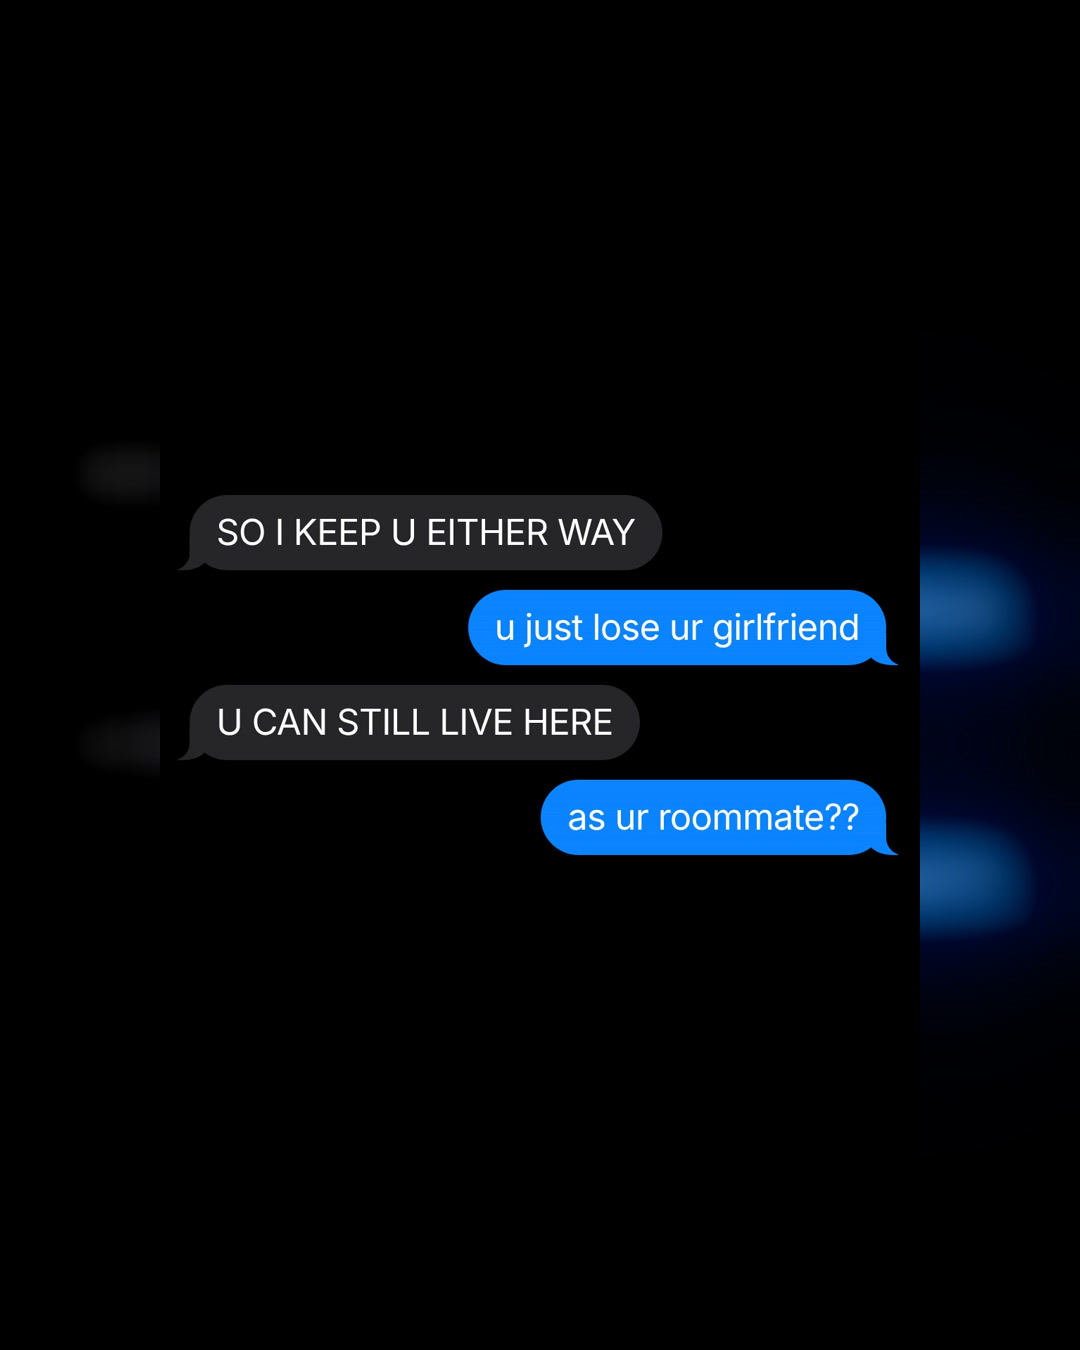 SO I KEEP U EITHER WAY
u just lose ur girlfriend
U CAN STILL LIVE HERE
as ur roommate??